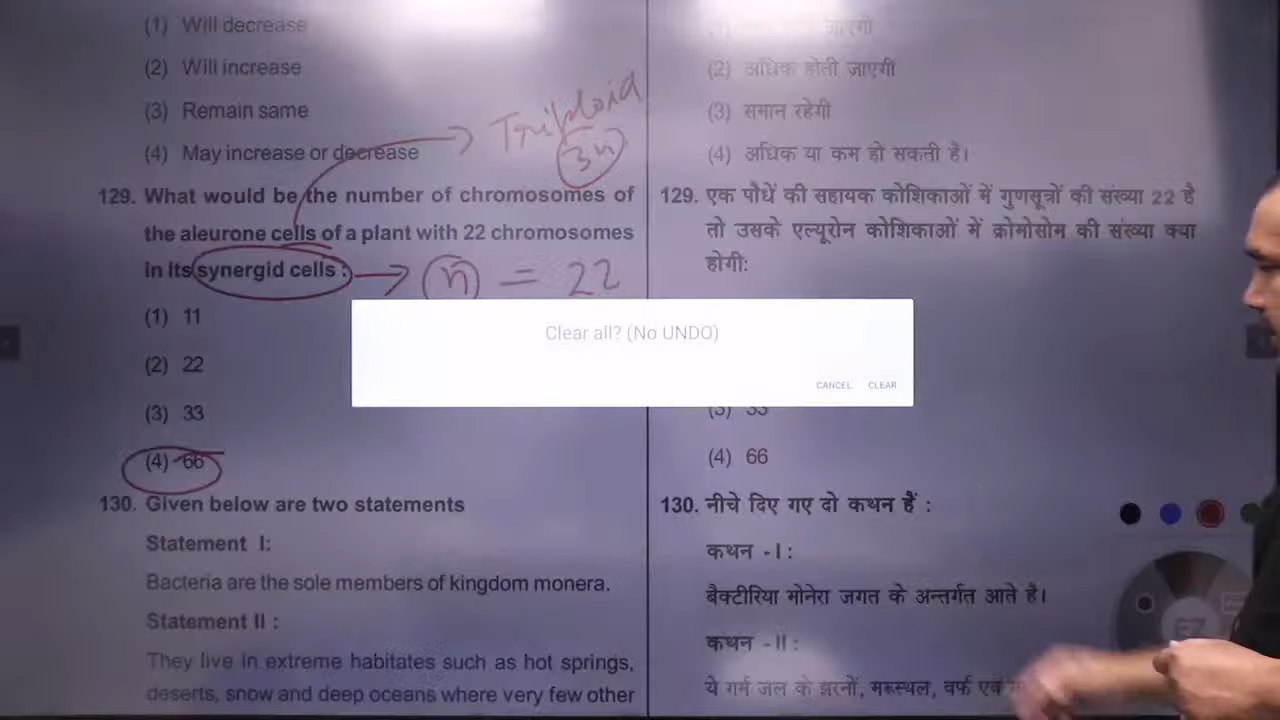 (1) Will decrease
(2) Will increase
(3) Remain same
(4) May increase or decrease
Triploid
3n
129. What would be the number of chromosomes of
the aleurone cells of a plant with 22 chromosomes
in its synergid cells :
n = 22
(1) 11
(2) 22
(3) 33
(4) 66
130. Given below are two statements
Statement I:
Bacteria are the sole members of kingdom monera.
Statement II :
They live in extreme habitates such as hot springs,
deserts, snow and deep oceans where very few other
जाएगी
(2) अधिक होती जाएगी
(3) समान रहेगी
(4) अधिक या कम हो सकती है।
129. एक पौधें की सहायक कोशिकाओं में गुणसूत्रों की संख्या 22 है
तो उसके एल्यूरोन कोशिकाओं में क्रोमोसोम की संख्या क्या
होगी:
(3) 33
(4) 66
130. नीचे दिए गए दो कथन हैं :
कथन -I :
बैक्टीरिया मोनेरा जगत के अन्तर्गत आते है।
कथन -II :
ये गर्म जल के झरनों, मरूस्थल, वर्फ एवं
Clear all? (No UNDO)
CANCEL CLEAR